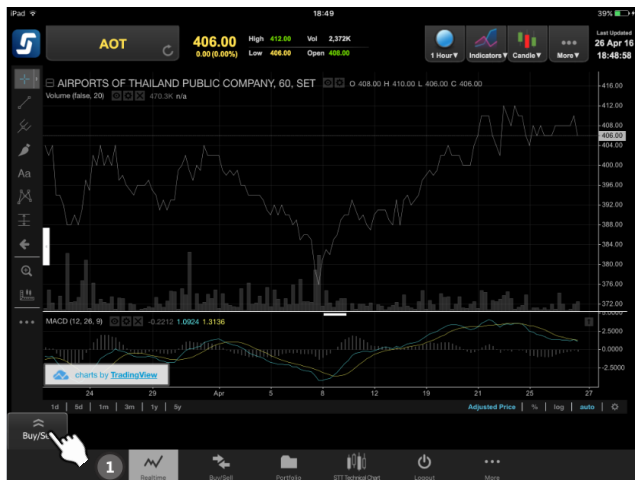 iPad 18:49 39%
AOT 406.00 0.00 (0.00%)
High 412.00 Vol 2,372K
Low 406.00 Open 408.00
1 Hour▼ Indicators▼ Candle▼ More▼
Last Updated
26 Apr 16
18:48:58
AIRPORTS OF THAILAND PUBLIC COMPANY, 60, SET O 408.00 H 410.00 L 406.00 C 406.00
Volume (false, 20) 470.3K n/a
Aa
416.00
412.00
408.00
406.00
404.00
400.00
396.00
392.00
388.00
384.00
380.00
376.00
372.00
MACD (12, 26, 9) -0.2212 1.0924 1.3136
5.0000
2.5000
0.0000
-2.5000
charts by TradingView
24 29 Apr 5 8 12 19 21 25 27
1d 5d 1m 3m 1y 5y Adjusted Price % log auto
Buy/Se
1
Realtime Buy/Sell Portfolio STT Technical Chart Logout More